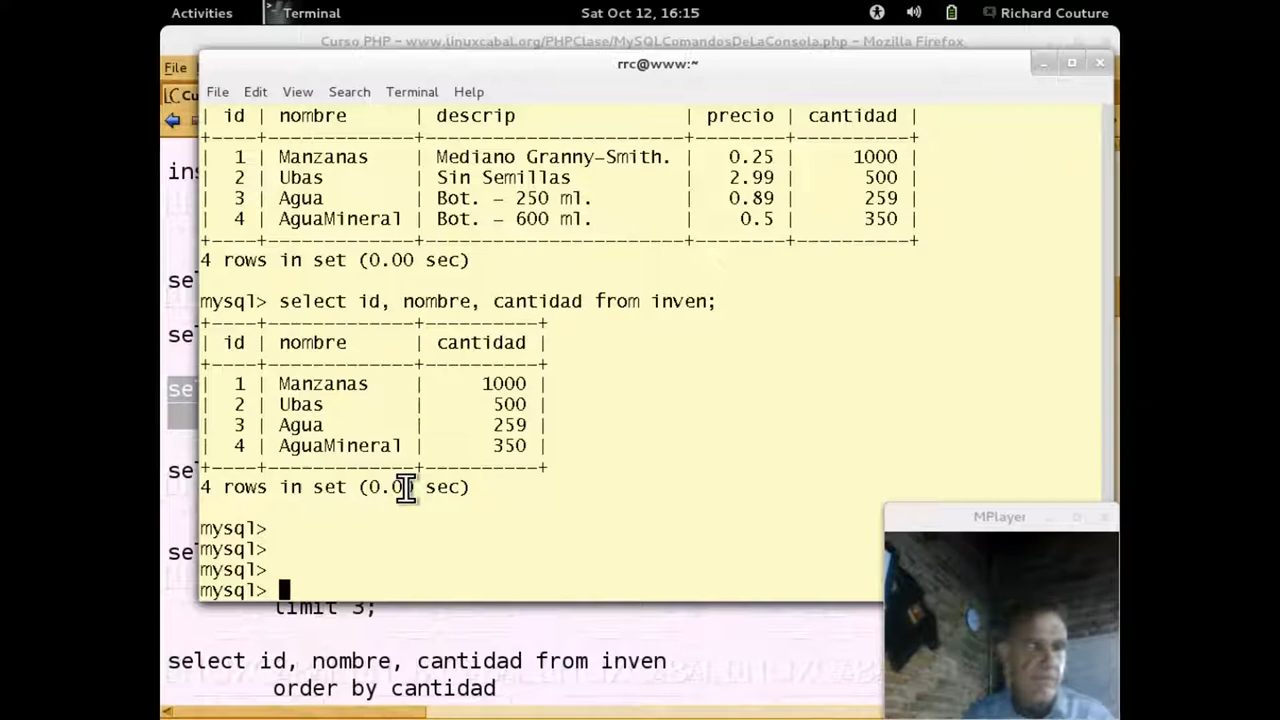 Activities Terminal Sat Oct 12, 16:15 Richard Couture
Curso PHP - www.linuxcabal.org/PHPClase/MySQLComandosDeLaConsola.php - Mozilla Firefox
File
rrc@www:~
File Edit View Search Terminal Help
| id | nombre | descrip | precio | cantidad |
+----+---------------+-----------------------------+--------+----------+
| 1 | Manzanas | Mediano Granny-Smith. | 0.25 | 1000 |
| 2 | Ubas | Sin Semillas | 2.99 | 500 |
| 3 | Agua | Bot. - 250 ml. | 0.89 | 259 |
| 4 | AguaMineral | Bot. - 600 ml. | 0.5 | 350 |
+----+---------------+-----------------------------+--------+----------+
4 rows in set (0.00 sec)
mysql> select id, nombre, cantidad from inven;
+----+---------------+----------+
| id | nombre | cantidad |
+----+---------------+----------+
| 1 | Manzanas | 1000 |
| 2 | Ubas | 500 |
| 3 | Agua | 259 |
| 4 | AguaMineral | 350 |
+----+---------------+----------+
4 rows in set (0.00 sec)
mysql>
mysql>
mysql>
mysql>
MPlayer
limit 3;
select id, nombre, cantidad from inven
order by cantidad